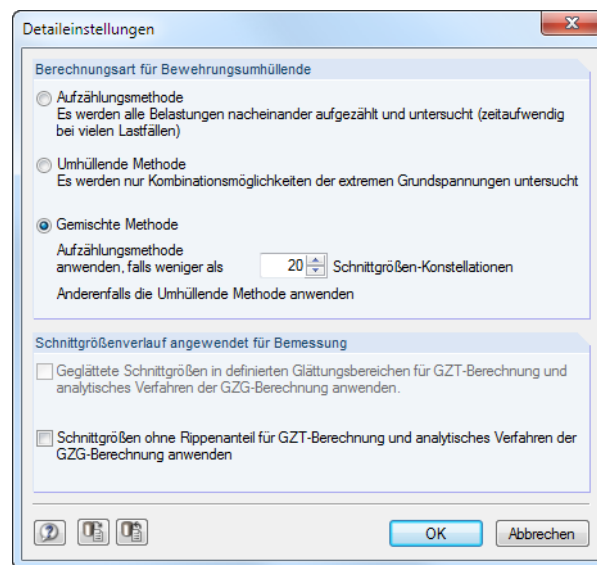 Detaileinstellungen
Berechnungsart für Bewehrungsumhüllende
Aufzählungsmethode
Es werden alle Belastungen nacheinander aufgezählt und untersucht (zeitaufwendig
bei vielen Lastfällen)
Umhüllende Methode
Es werden nur Kombinationsmöglichkeiten der extremen Grundspannungen untersucht
Gemischte Methode
Aufzählungsmethode
anwenden, falls weniger als 20 Schnittgrößen-Konstellationen
Anderenfalls die Umhüllende Methode anwenden
Schnittgrößenverlauf angewendet für Bemessung
Geglättete Schnittgrößen in definierten Glättungsbereichen für GZT-Berechnung und
analytisches Verfahren der GZG-Berechnung anwenden.
Schnittgrößen ohne Rippenanteil für GZT-Berechnung und analytisches Verfahren der
GZG-Berechnung anwenden
OK Abbrechen